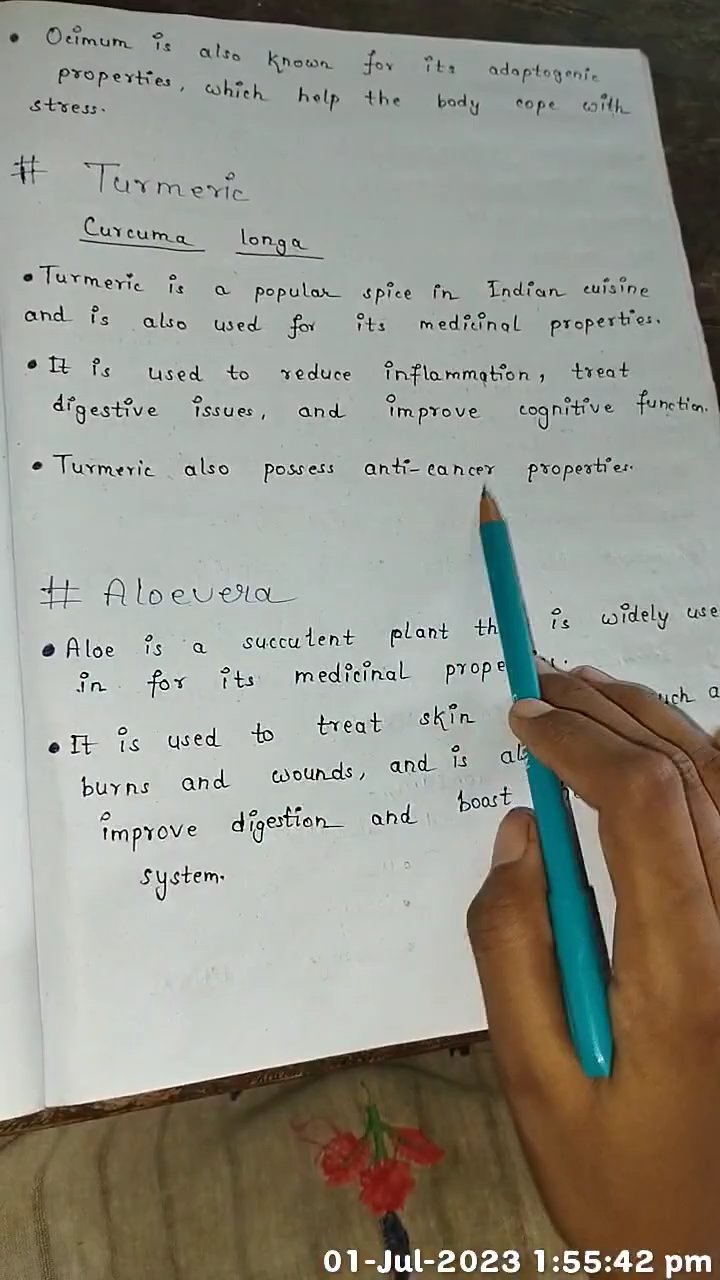 • Ocimum is also known for its adaptogenic
properties, which help the body cope with
stress.
# Turmeric
Curcuma longa
• Turmeric is a popular spice in Indian cuisine
and is also used for its medicinal properties.
• It is used to reduce inflammation, treat
digestive issues, and improve cognitive function.
• Turmeric also possess anti-cancer properties.
# Aloevera
• Aloe is a succulent plant is widely use
in for its medicinal
• It is used to treat skin
burns and wounds, and is
improve digestion and boast
system.
01-Jul-2023 1:55:42 pm